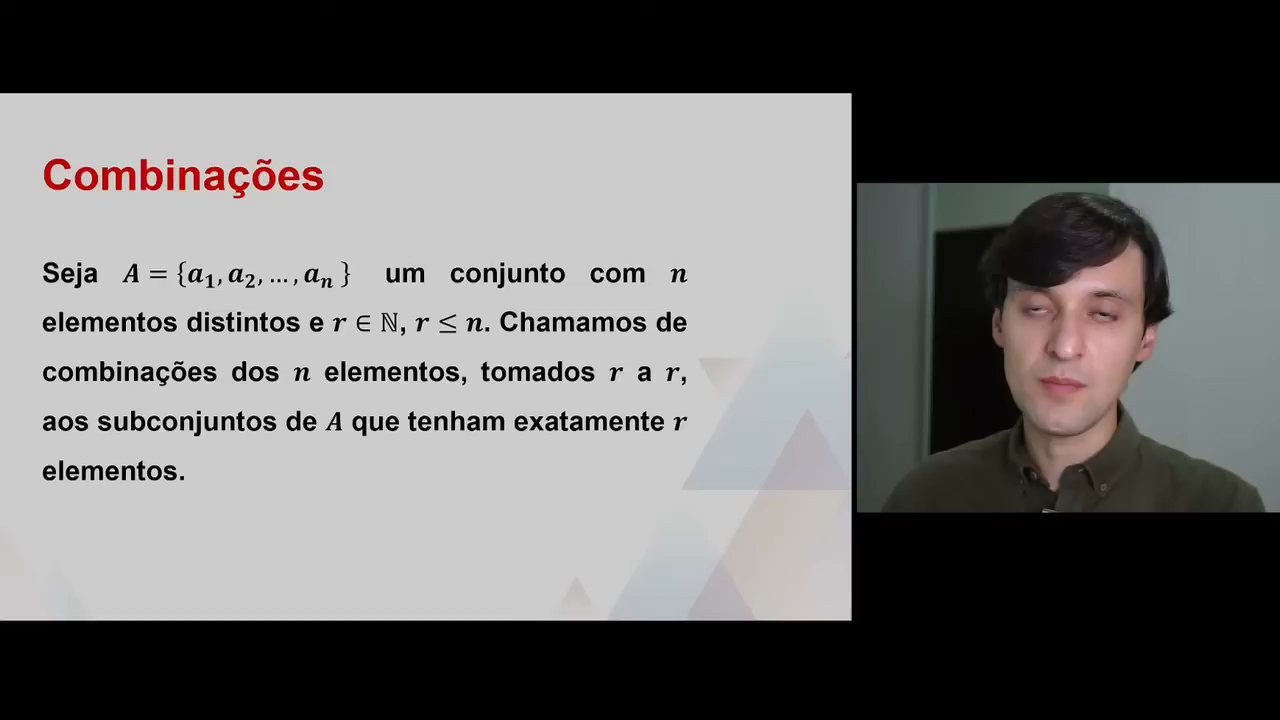 Combinações
Seja A = {a₁, a₂, …, aₙ } um conjunto com n
elementos distintos e r ∈ ℕ, r ≤ n. Chamamos de
combinações dos n elementos, tomados r a r,
aos subconjuntos de A que tenham exatamente r
elementos.